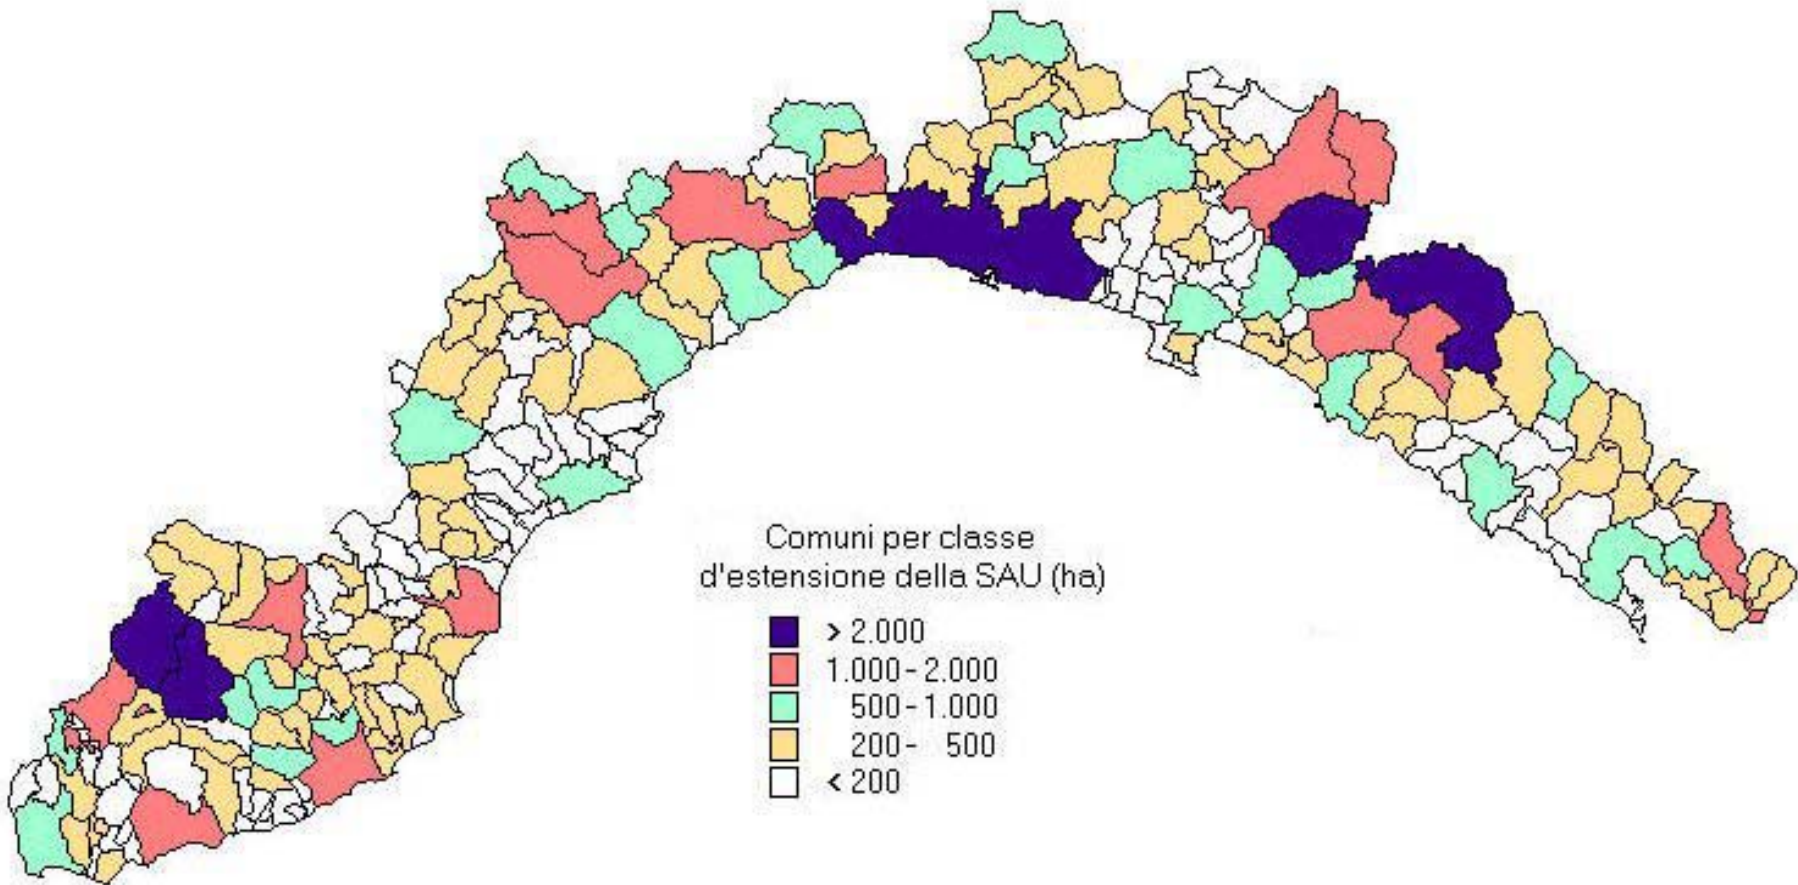 Comuni per classe
d'estensione della SAU (ha)
> 2.000
1.000 - 2.000
500 - 1.000
200 - 500
< 200